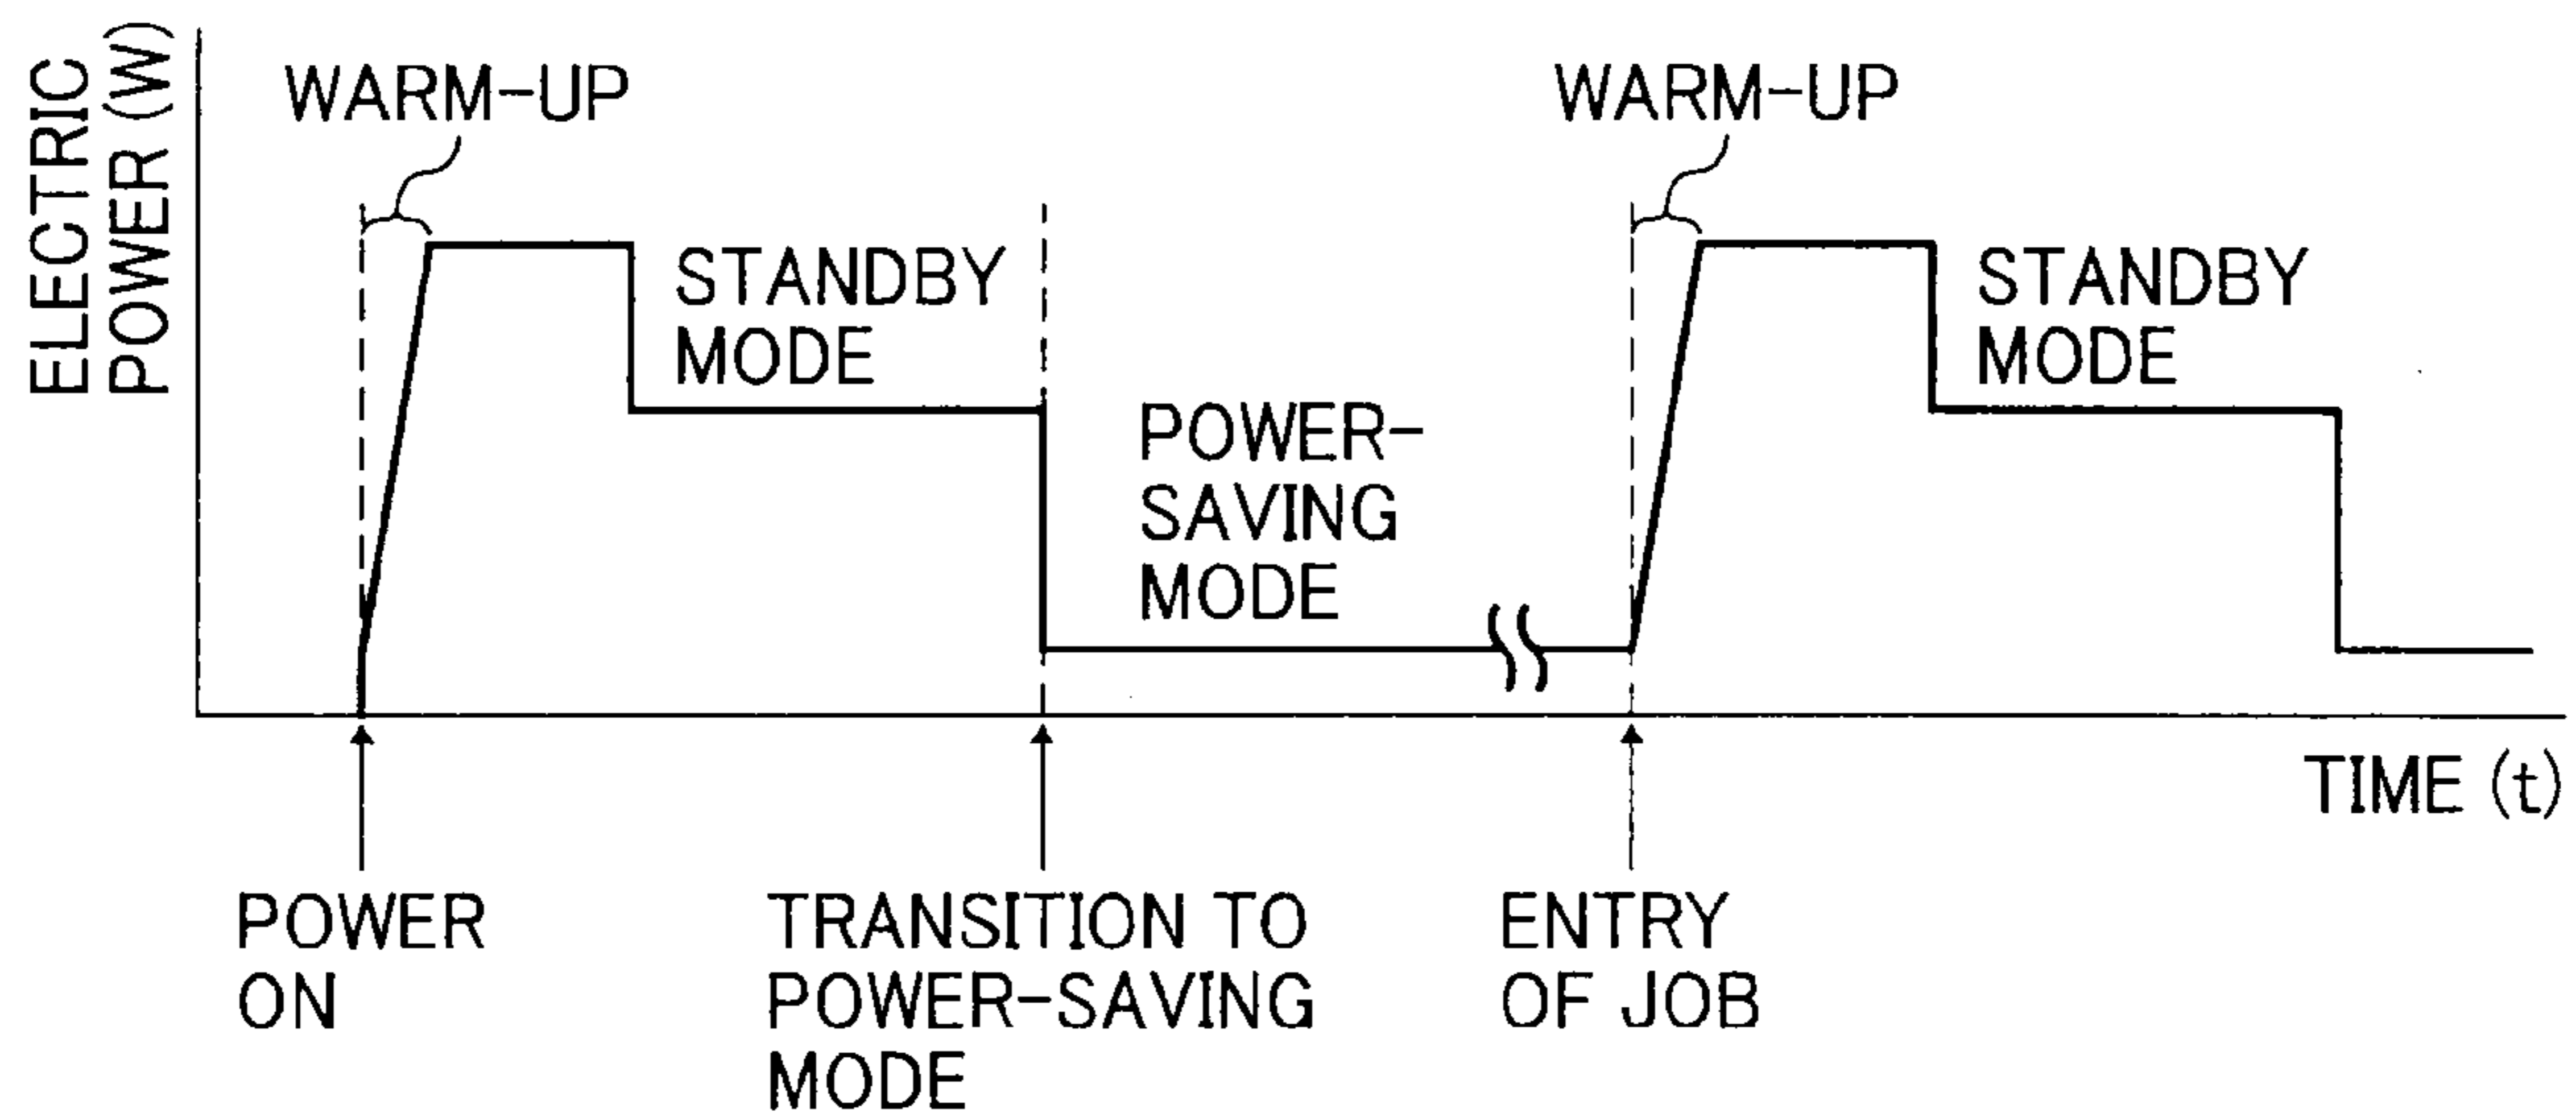 ELECTRIC
POWER (W)
WARM-UP
WARM-UP
STANDBY
MODE
STANDBY
MODE
POWER-
SAVING
MODE
TIME (t)
POWER
ON
TRANSITION TO
POWER-SAVING
MODE
ENTRY
OF JOB